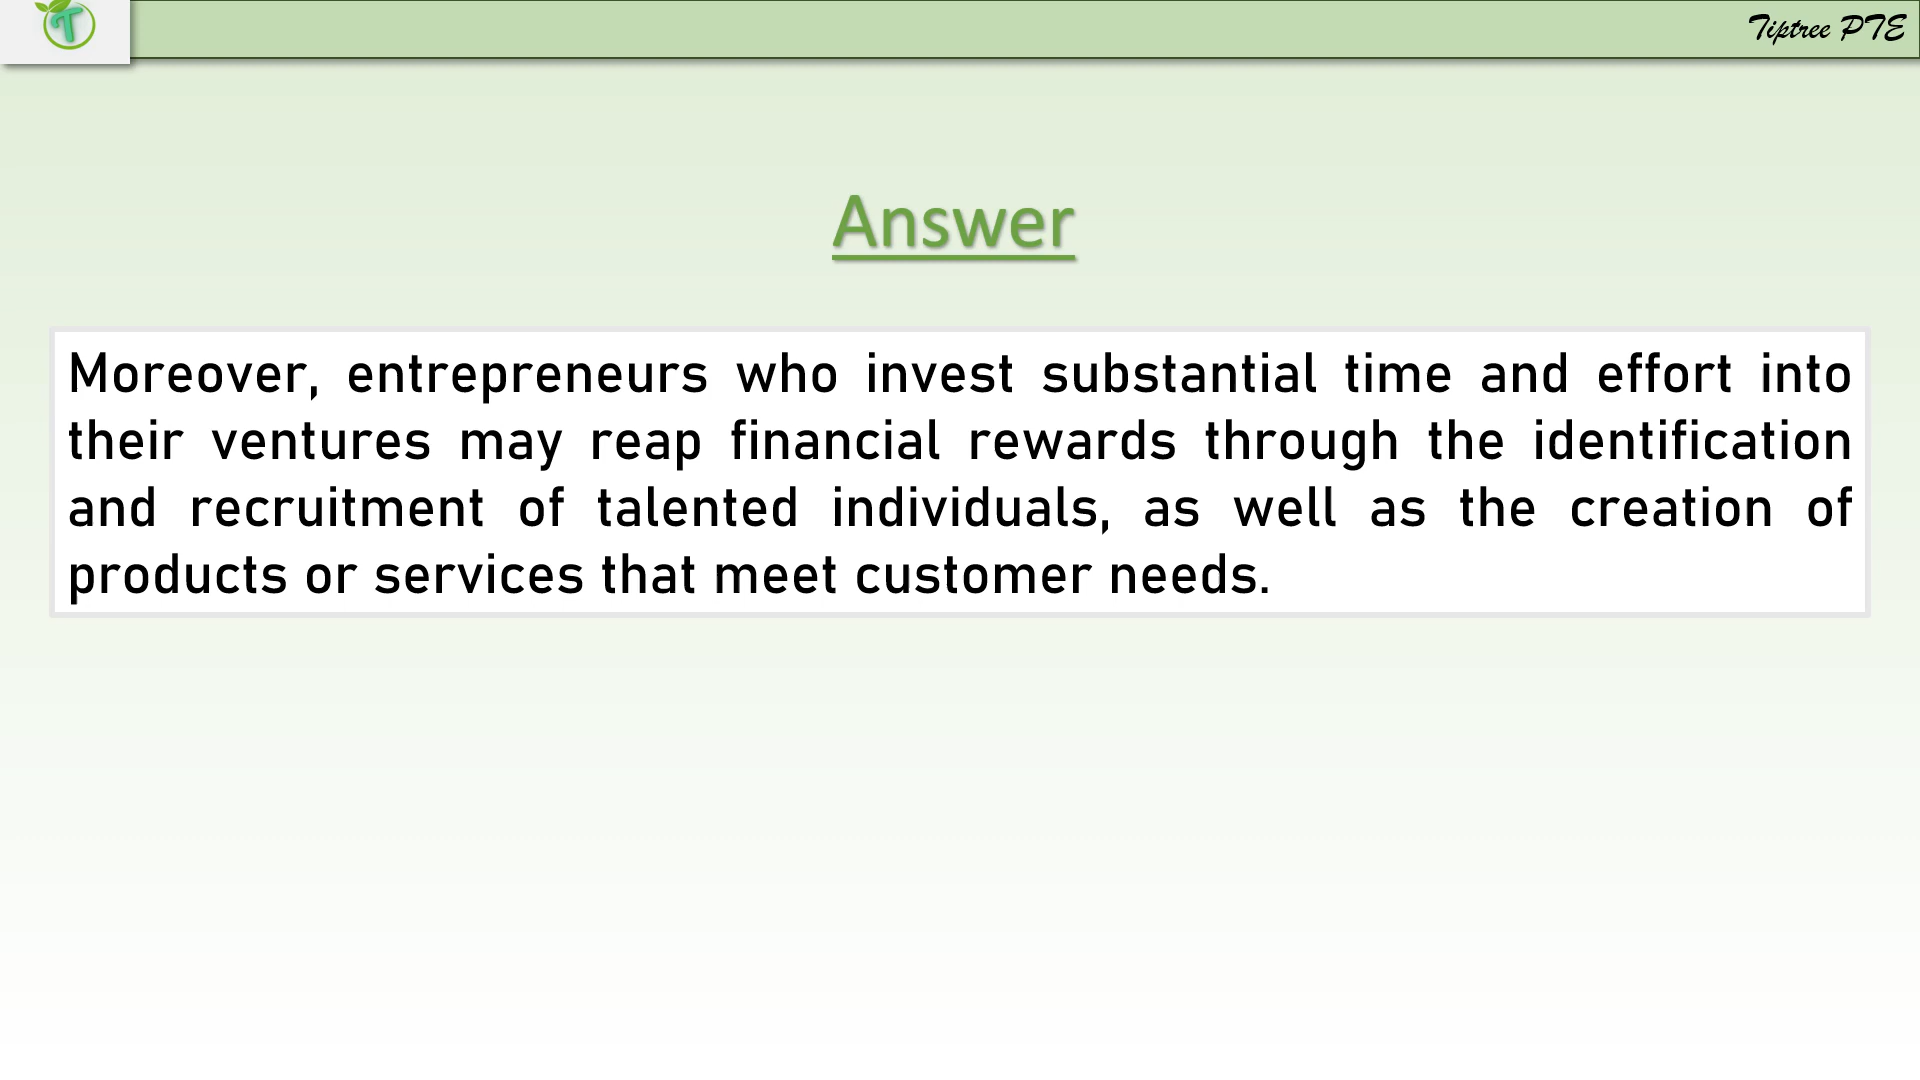 T
Tiptree PTE
Answer
Moreover, entrepreneurs who invest substantial time and effort into
their ventures may reap financial rewards through the identification
and recruitment of talented individuals, as well as the creation of
products or services that meet customer needs.